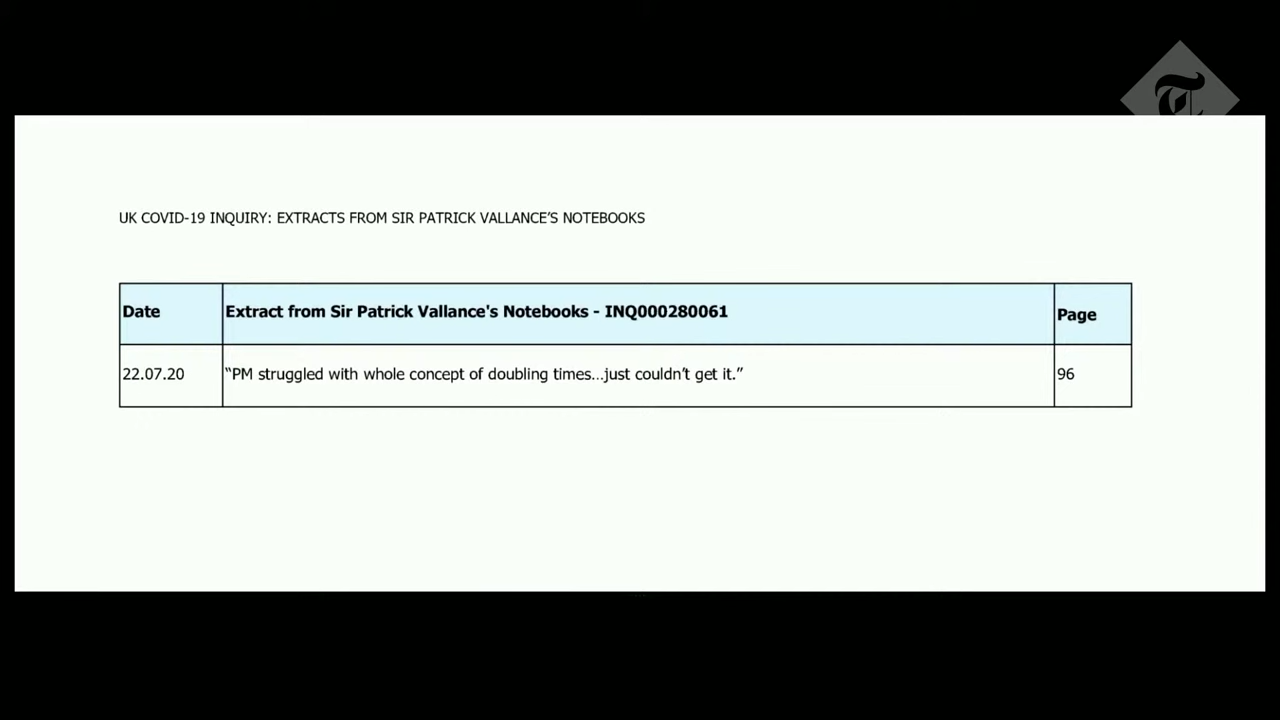 UK COVID-19 INQUIRY: EXTRACTS FROM SIR PATRICK VALLANCE'S NOTEBOOKS
Date Extract from Sir Patrick Vallance's Notebooks - INQ000280061 Page
22.07.20 “PM struggled with whole concept of doubling times…just couldn’t get it.” 96